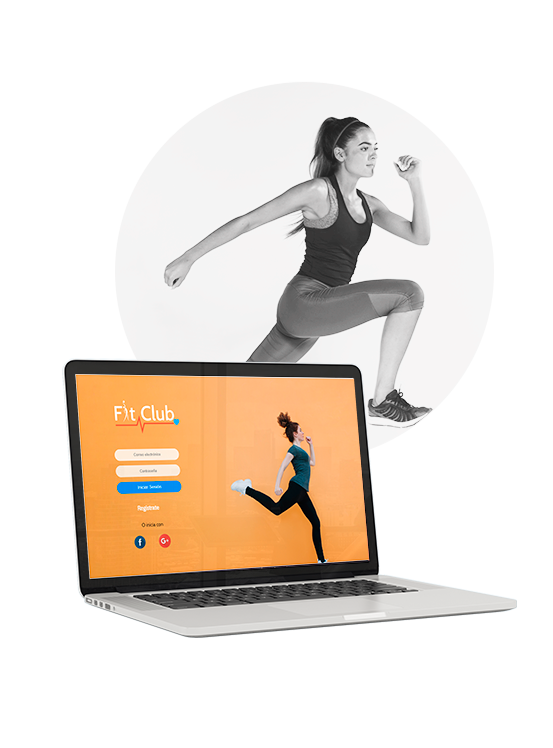 Fit Club
Correo electrónico
Contraseña
Iniciar Sesión
Regístrate
O inicia con
f
G+